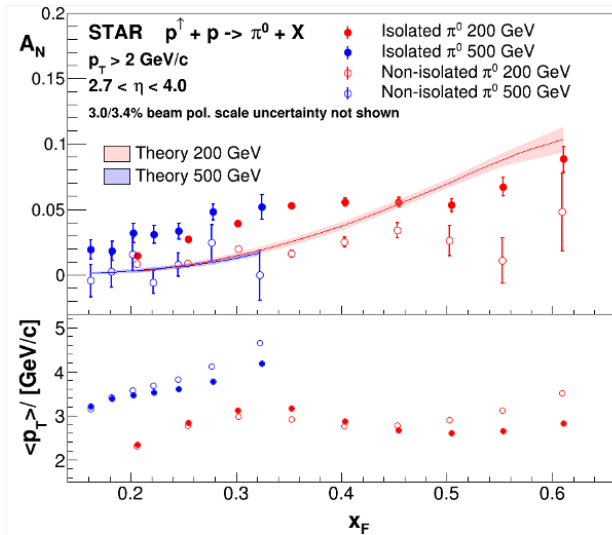 A_N
0.2
0.15
0.1
0.05
0
STAR p↑ + p -> π⁰ + X
p_T > 2 GeV/c
2.7 < η < 4.0
3.0/3.4% beam pol. scale uncertainty not shown
Isolated π⁰ 200 GeV
Isolated π⁰ 500 GeV
Non-isolated π⁰ 200 GeV
Non-isolated π⁰ 500 GeV
Theory 200 GeV
Theory 500 GeV
<p_T>/ [GeV/c]
5
4
3
2
0.2 0.3 0.4 0.5 0.6
x_F